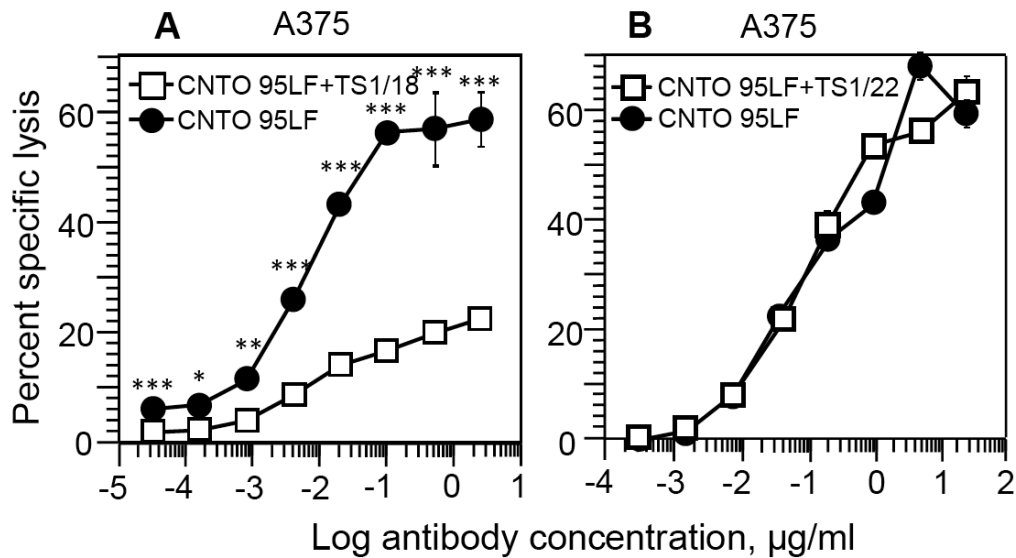 A A375
B A375
CNTO 95LF+TS1/18
CNTO 95LF
CNTO 95LF+TS1/22
CNTO 95LF
*** * ** *** *** *** *** ***
Percent specific lysis
60
40
20
0
-5 -4 -3 -2 -1 0 1
60
40
20
0
-4 -3 -2 -1 0 1 2
Log antibody concentration, µg/ml